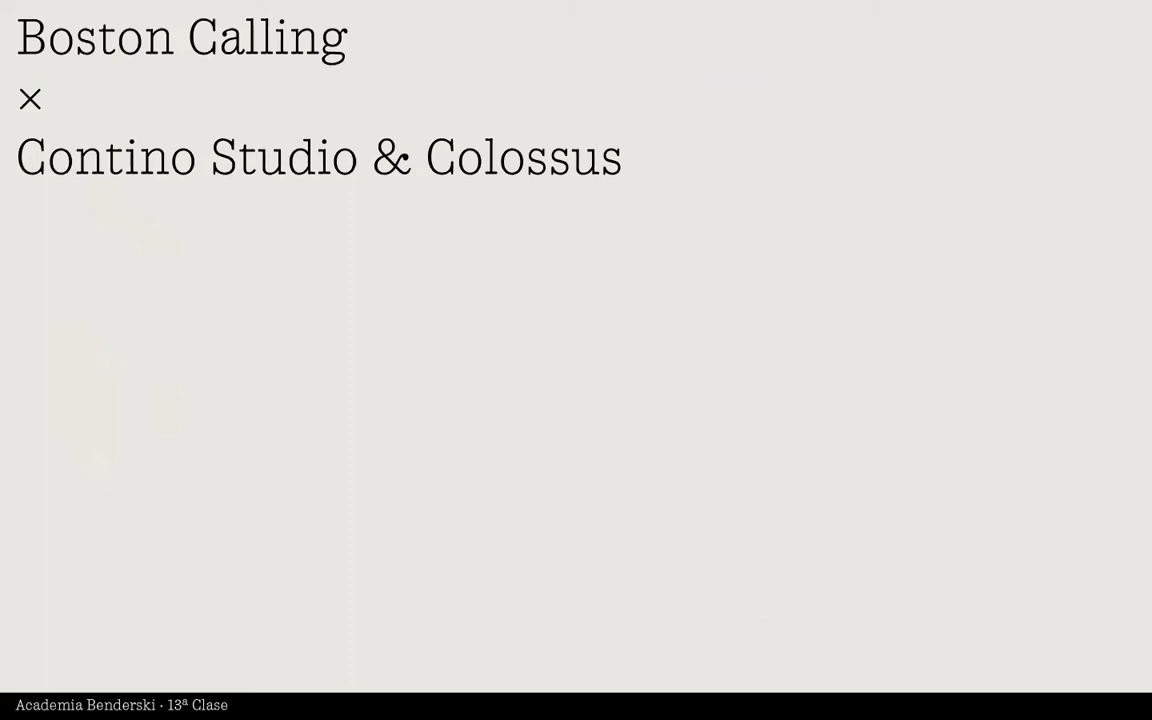 Boston Calling
×
Contino Studio & Colossus
Academia Benderski · 13ª Clase